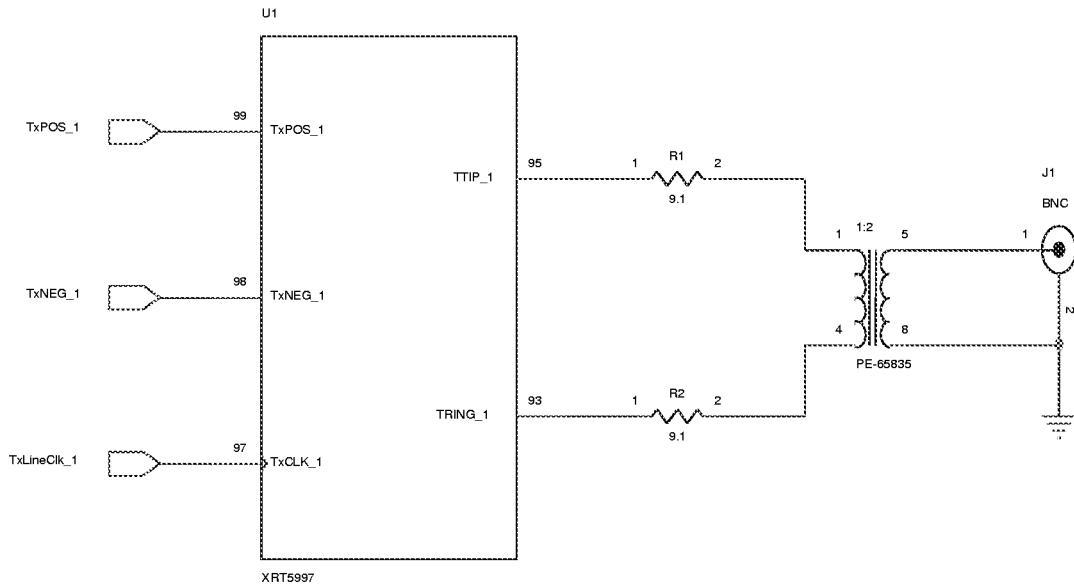 U1
TxPOS_1
99
TxPOS_1
TTIP_1
95
1
R1
2
9.1
J1
BNC
1
1:2
5
1
2
TxNEG_1
98
TxNEG_1
4
8
PE-65835
TRING_1
93
1
R2
2
9.1
TxLineClk_1
97
TxCLK_1
XRT5997